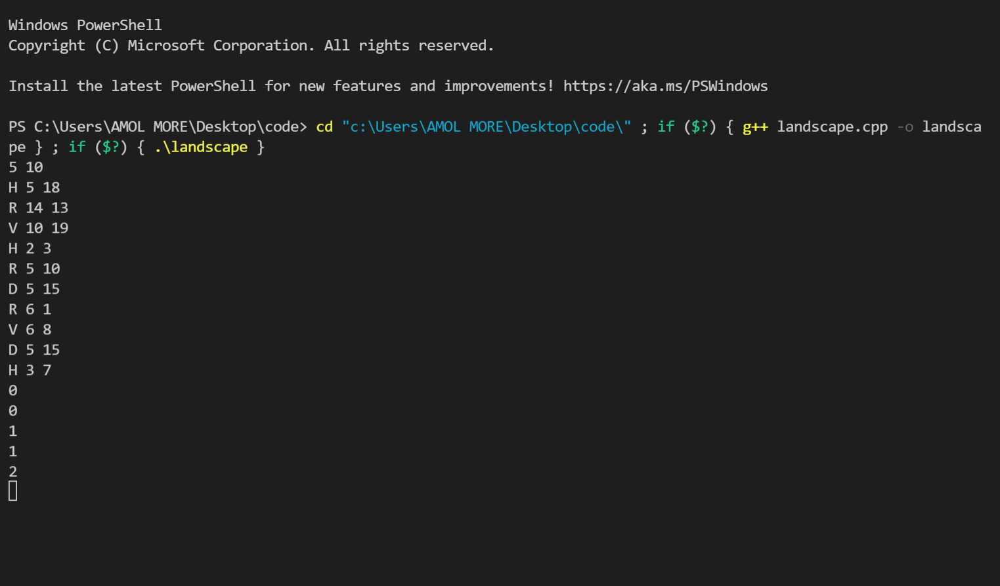 Windows PowerShell
Copyright (C) Microsoft Corporation. All rights reserved.
Install the latest PowerShell for new features and improvements! https://aka.ms/PSWindows
PS C:\Users\AMOL MORE\Desktop\code> cd "c:\Users\AMOL MORE\Desktop\code\" ; if ($?) { g++ landscape.cpp -o landsca
pe } ; if ($?) { .\landscape }
5 10
H 5 18
R 14 13
V 10 19
H 2 3
R 5 10
D 5 15
R 6 1
V 6 8
D 5 15
H 3 7
0
0
1
1
2